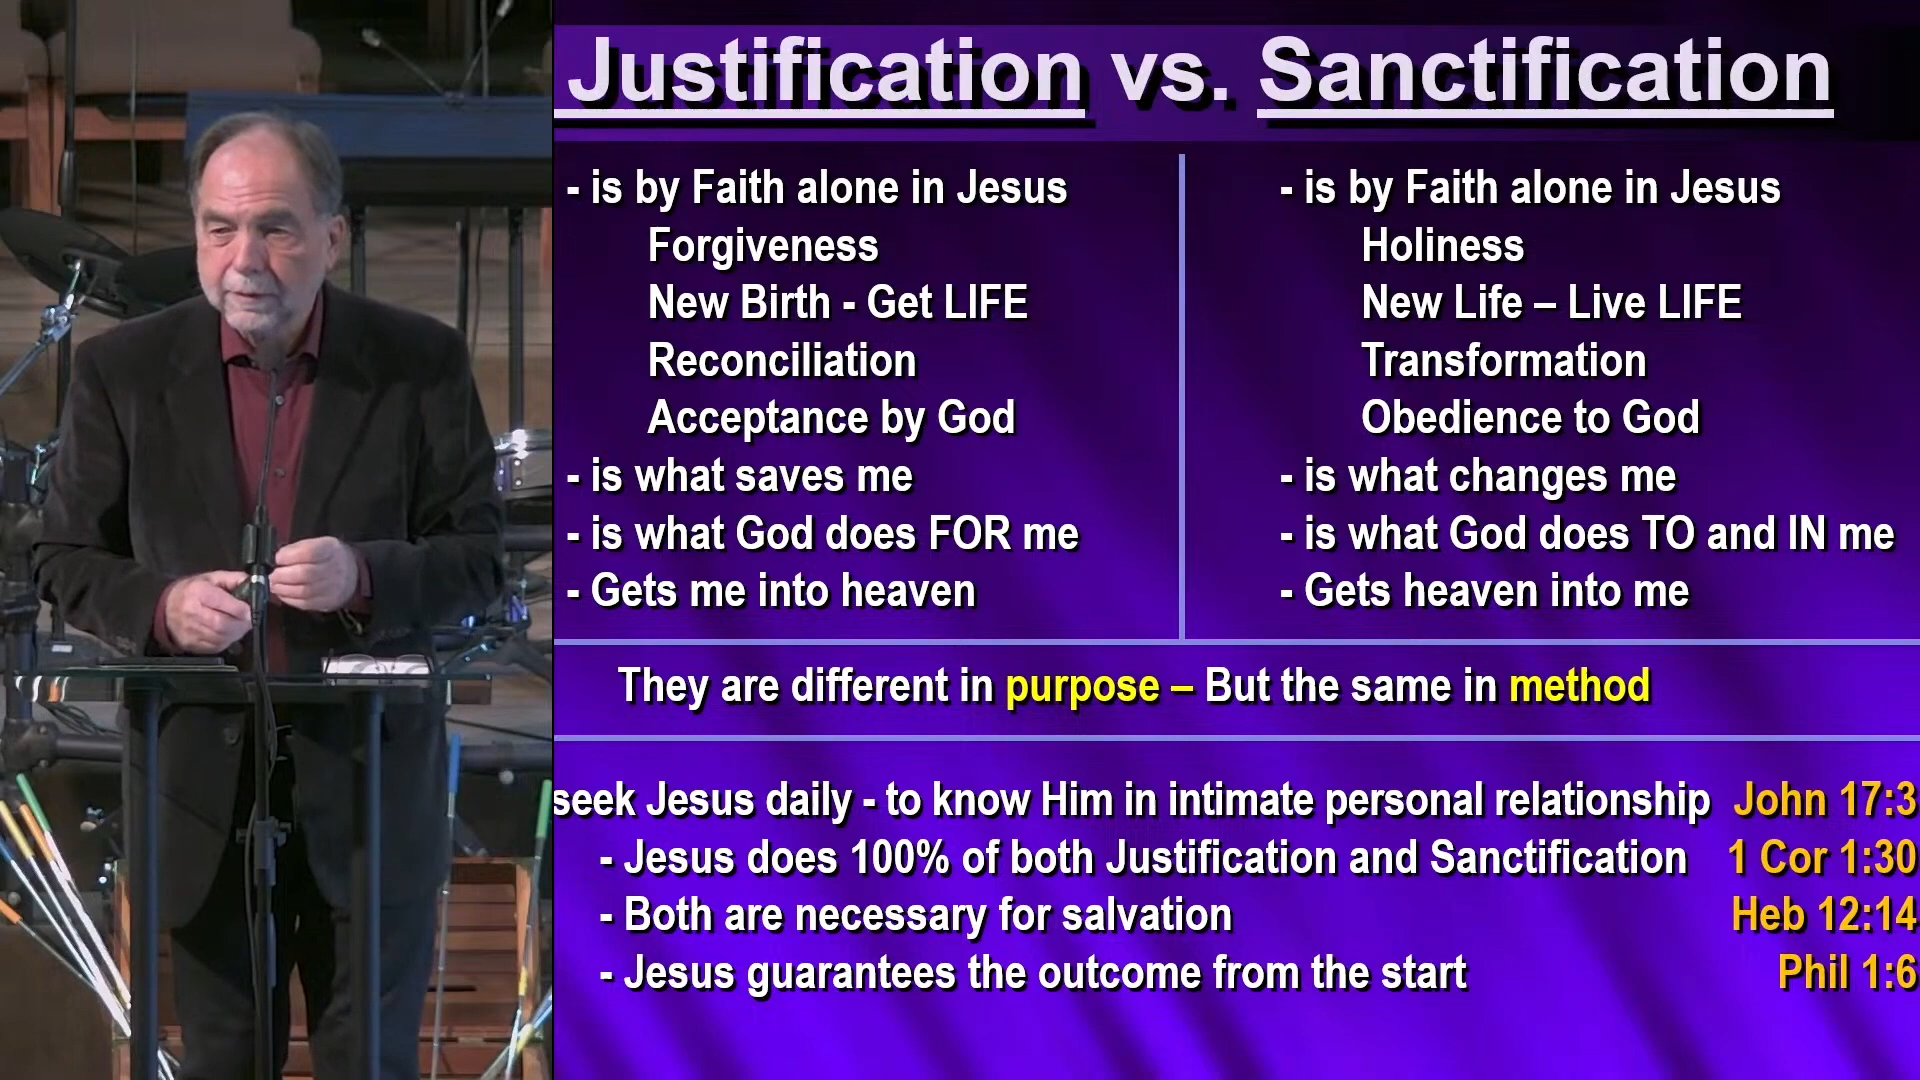 Justification vs. Sanctification
- is by Faith alone in Jesus
Forgiveness
New Birth - Get LIFE
Reconciliation
Acceptance by God
- is what saves me
- is what God does FOR me
- Gets me into heaven
- is by Faith alone in Jesus
Holiness
New Life – Live LIFE
Transformation
Obedience to God
- is what changes me
- is what God does TO and IN me
- Gets heaven into me
They are different in purpose – But the same in method
seek Jesus daily - to know Him in intimate personal relationship John 17:3
- Jesus does 100% of both Justification and Sanctification 1 Cor 1:30
- Both are necessary for salvation Heb 12:14
- Jesus guarantees the outcome from the start Phil 1:6